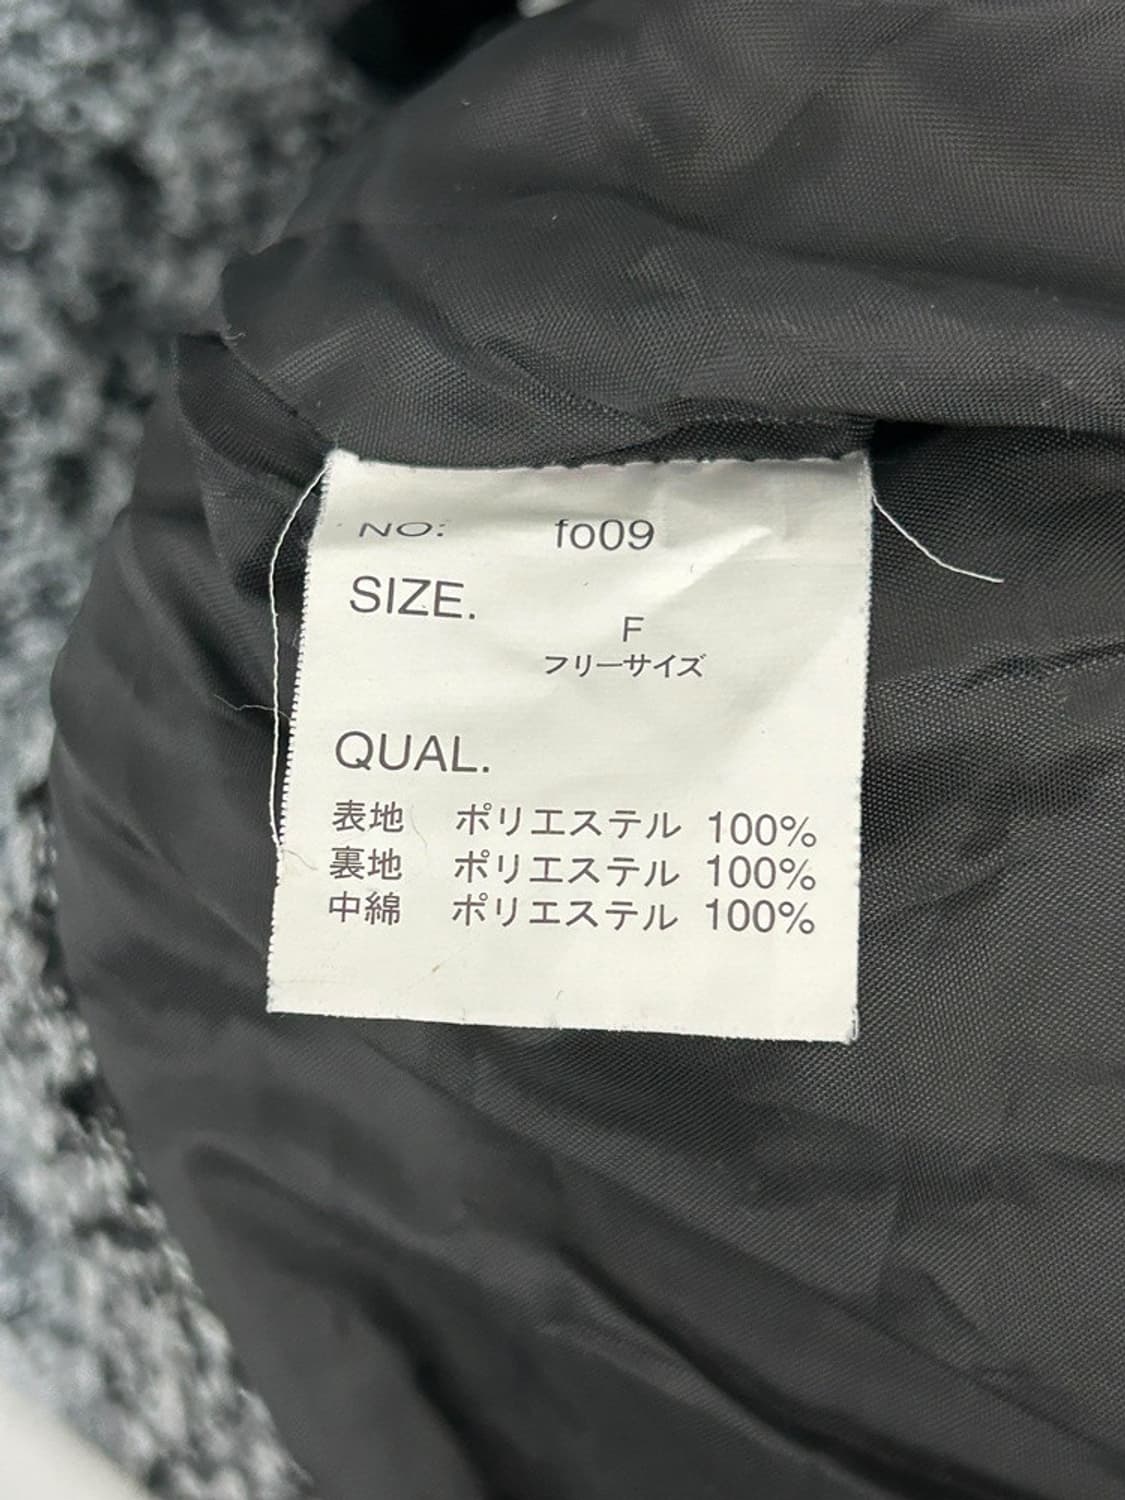 NO: fo09
SIZE.
F
フリーサイズ
QUAL.
表地 ポリエステル 100%
裏地 ポリエステル 100%
中綿 ポリエステル 100%